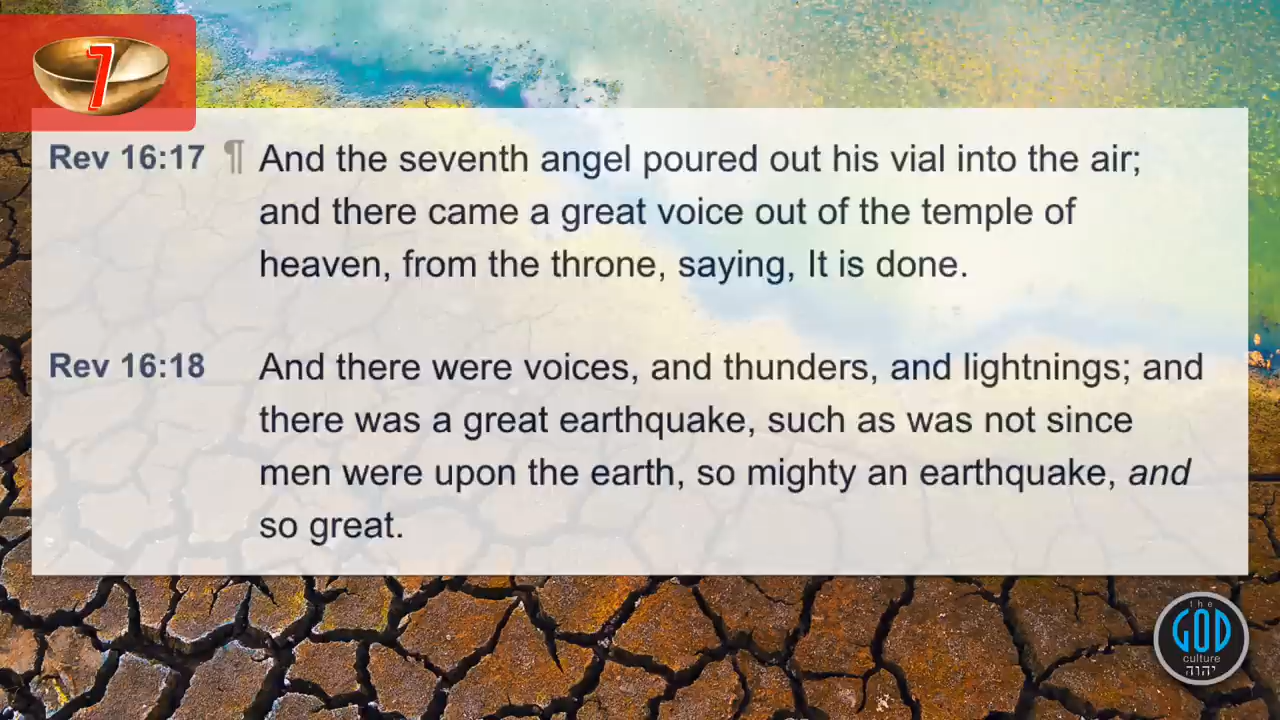 7
Rev 16:17 ¶ And the seventh angel poured out his vial into the air;
and there came a great voice out of the temple of
heaven, from the throne, saying, It is done.
Rev 16:18 And there were voices, and thunders, and lightnings; and
there was a great earthquake, such as was not since
men were upon the earth, so mighty an earthquake, and
so great.
the
GOD
culture
יהוה